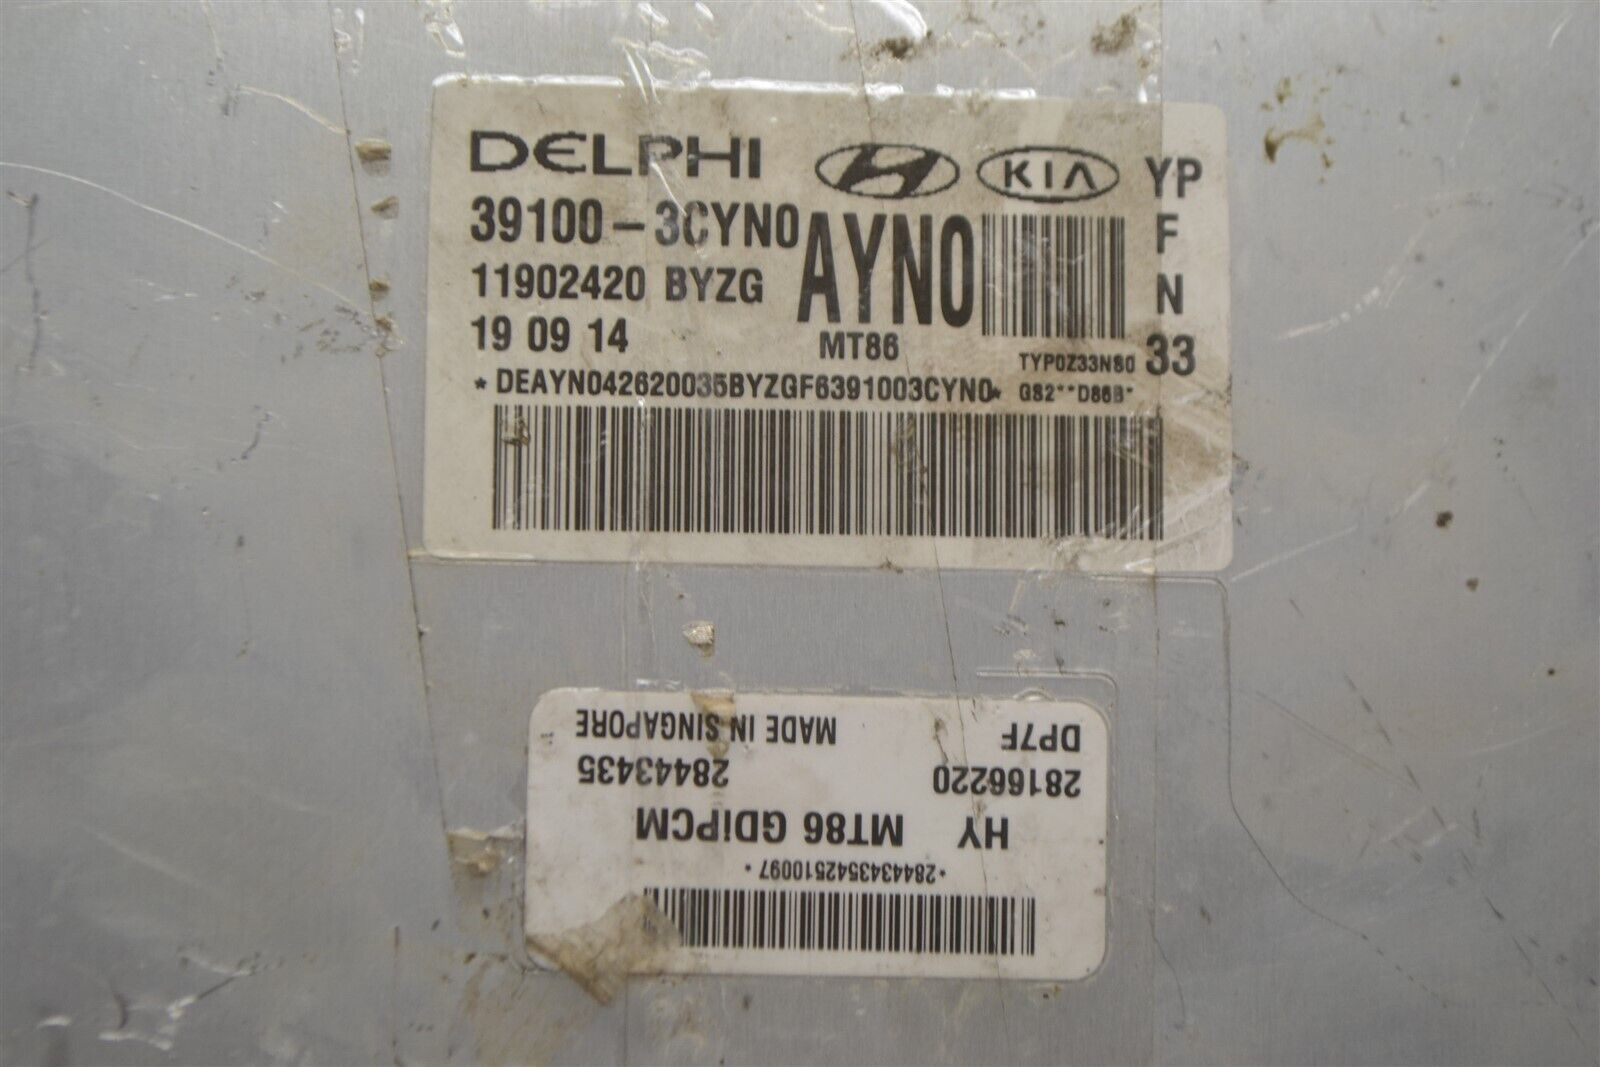 DELPHI KIA YP
39100-3CYN0 AYN0 F
11902420 BYZG N
19 09 14 MT86 TYP0Z33N80 33
*DEAYN042620035BYZGF6391003CYN0* G82**D86B*
MADE IN SINGAPORE DP7F
28443435 28166220
HY MT86 GDiPCM
*2844343542510097*